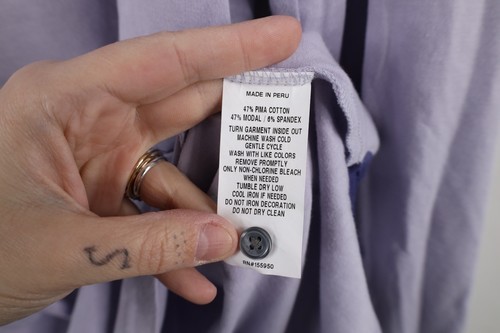 MADE IN PERU
47% PIMA COTTON
47% MODAL / 6% SPANDEX
TURN GARMENT INSIDE OUT
MACHINE WASH COLD
GENTLE CYCLE
WASH WITH LIKE COLORS
REMOVE PROMPTLY
ONLY NON-CHLORINE BLEACH
WHEN NEEDED
TUMBLE DRY LOW
COOL IRON IF NEEDED
DO NOT IRON DECORATION
DO NOT DRY CLEAN
RN#155950